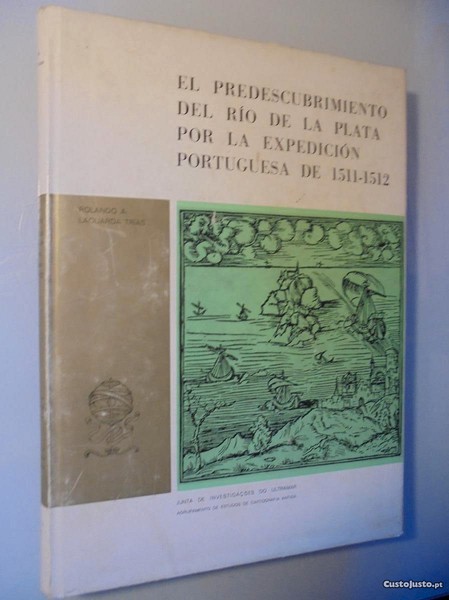 EL PREDESCUBRIMIENTO
DEL RÍO DE LA PLATA
POR LA EXPEDICIÓN
PORTUGUESA DE 1511-1512
ROLANDO A.
LAGUARDA TRÍAS
JUNTA DE INVESTIGAÇÕES DO ULTRAMAR
AGRUPAMENTO DE ESTUDOS DE CARTOGRAFIA ANTIGA
CustoJusto.pt